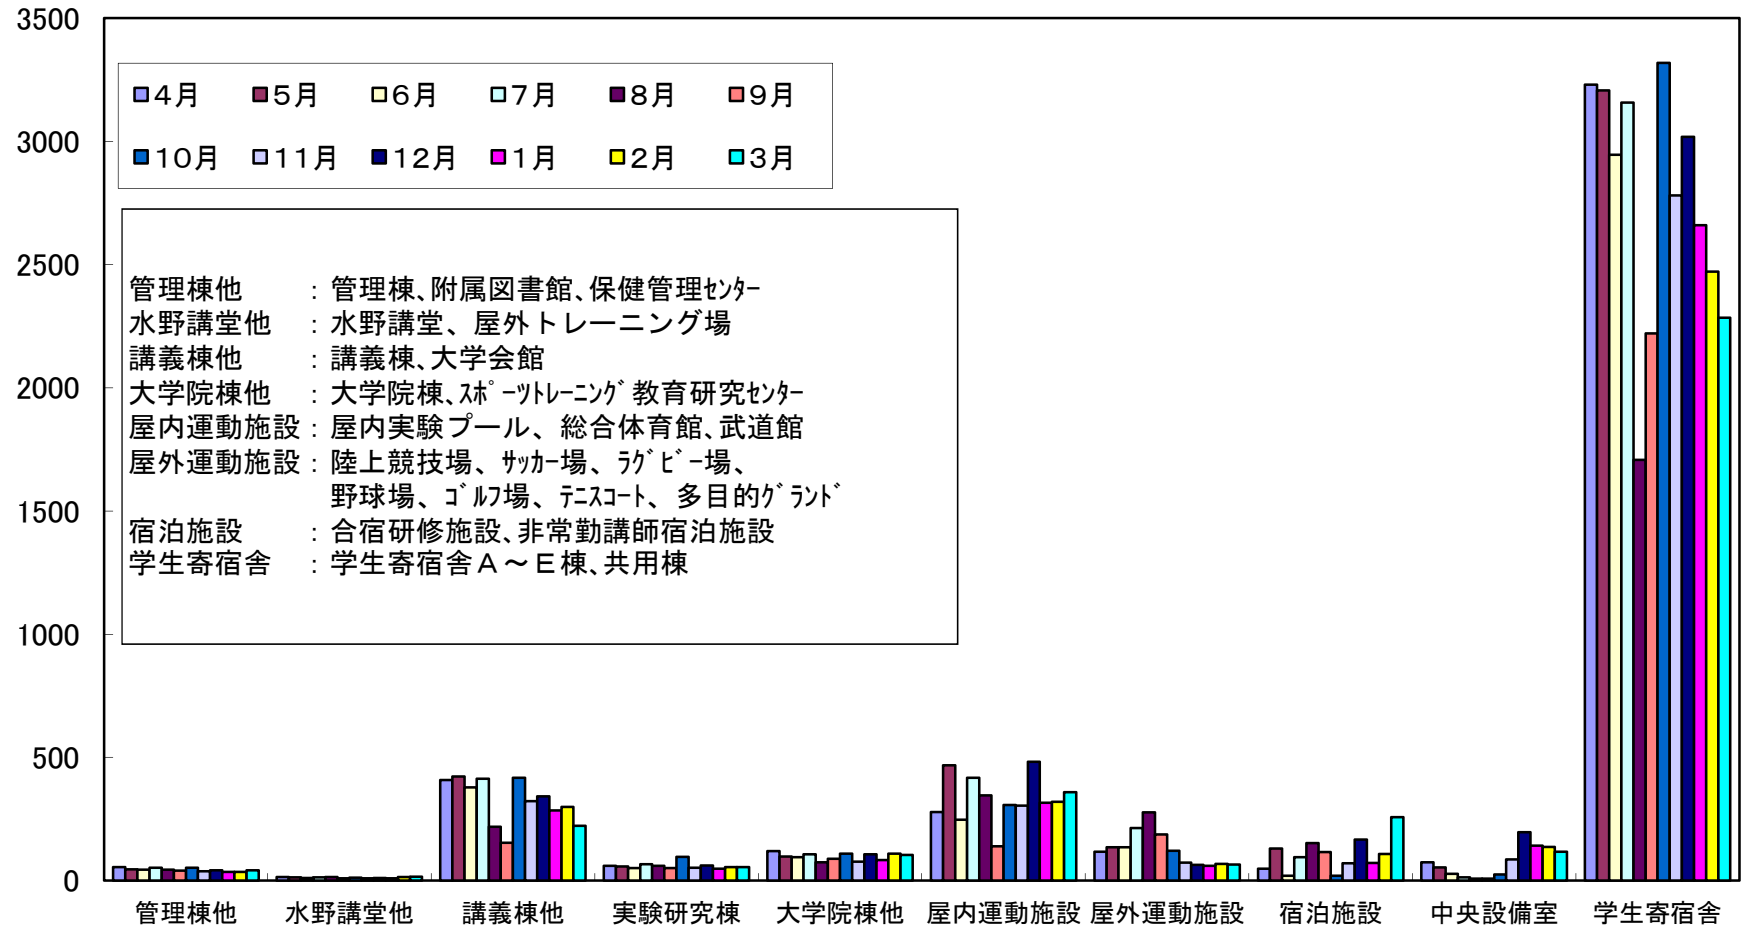 3500
3000
2500
2000
1500
1000
500
0
４月 ５月 ６月 ７月 ８月 ９月
１０月 １１月 １２月 １月 ２月 ３月
管理棟他 ： 管理棟、附属図書館、保健管理ｾﾝﾀｰ
水野講堂他 ： 水野講堂、屋外トレーニング場
講義棟他 ： 講義棟、大学会館
大学院棟他 ： 大学院棟、ｽﾎﾟｰﾂﾄﾚｰﾆﾝｸﾞ教育研究ｾﾝﾀｰ
屋内運動施設 ： 屋内実験プール、総合体育館、武道館
屋外運動施設 ： 陸上競技場、ｻｯｶｰ場、ﾗｸﾞﾋﾞｰ場、
野球場、ｺﾞﾙﾌ場、ﾃﾆｽｺｰﾄ、多目的ｸﾞﾗﾝﾄﾞ
宿泊施設 ： 合宿研修施設、非常勤講師宿泊施設
学生寄宿舎 ： 学生寄宿舎Ａ～Ｅ棟、共用棟
管理棟他 水野講堂他 講義棟他 実験研究棟 大学院棟他 屋内運動施設 屋外運動施設 宿泊施設 中央設備室 学生寄宿舎